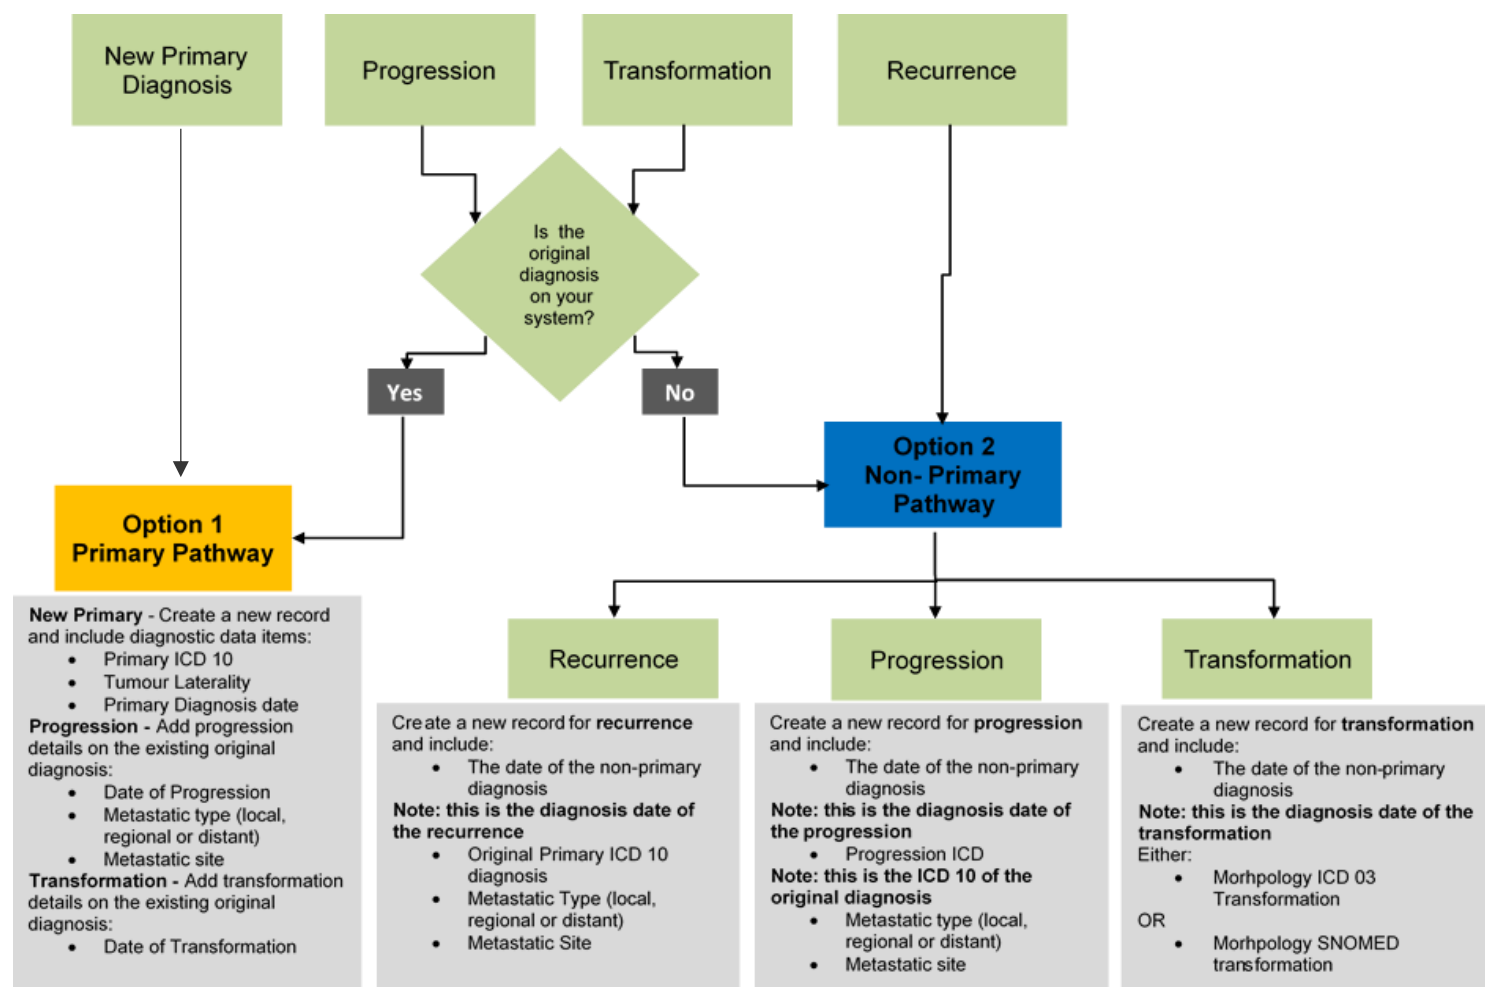 New Primary
Diagnosis
Progression
Transformation
Recurrence
Is the
original
diagnosis
on your
system?
Yes
No
Option 1
Primary Pathway
Option 2
Non- Primary
Pathway
New Primary - Create a new record
and include diagnostic data items:
• Primary ICD 10
• Tumour Laterality
• Primary Diagnosis date
Progression - Add progression
details on the existing original
diagnosis:
• Date of Progression
• Metastatic type (local,
regional or distant)
• Metastatic site
Transformation - Add transformation
details on the existing original
diagnosis:
• Date of Transformation
Recurrence
Create a new record for recurrence
and include:
• The date of the non-primary
diagnosis
Note: this is the diagnosis date of
the recurrence
• Original Primary ICD 10
diagnosis
• Metastatic Type (local,
regional or distant)
• Metastatic Site
Progression
Create a new record for progression
and include:
• The date of the non-primary
diagnosis
Note: this is the diagnosis date of
the progression
• Progression ICD
Note: this is the ICD 10 of the
original diagnosis
• Metastatic type (local,
regional or distant)
• Metastatic site
Transformation
Create a new record for transformation
and include:
• The date of the non-primary
diagnosis
Note: this is the diagnosis date of the
transformation
Either:
• Morhpology ICD 03
Transformation
OR
• Morhpology SNOMED
transformation